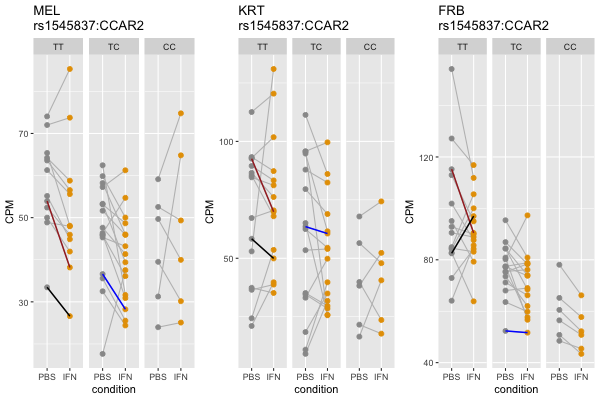 MEL
rs1545837:CCAR2
TT TC CC
CPM
70
50
30
PBS IFN PBS IFN PBS IFN
condition
KRT
rs1545837:CCAR2
TT TC CC
CPM
100
50
PBS IFN PBS IFN PBS IFN
condition
FRB
rs1545837:CCAR2
TT TC CC
CPM
120
80
40
PBS IFN PBS IFN PBS IFN
condition